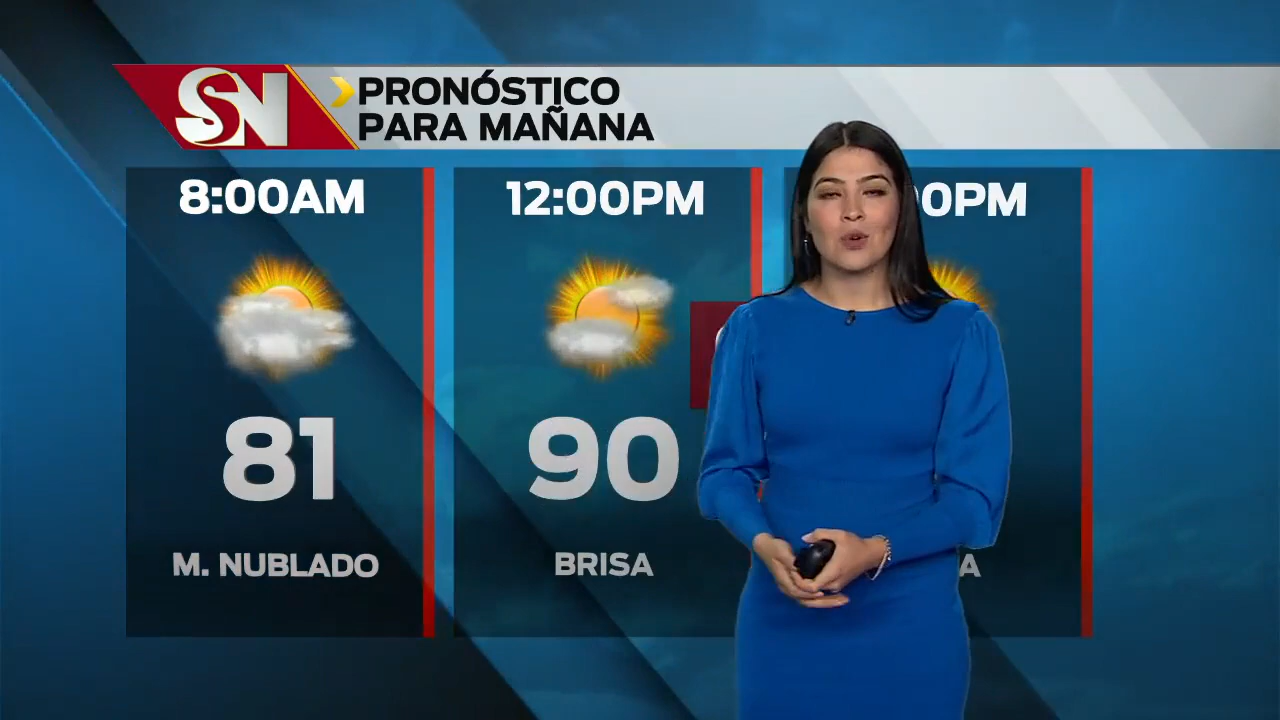 SN
PRONÓSTICO
PARA MAÑANA
8:00AM
12:00PM
81
90
M. NUBLADO
BRISA